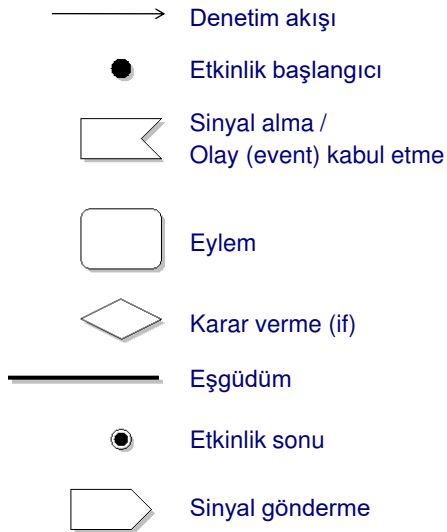 Denetim akışı
Etkinlik başlangıcı
Sinyal alma /
Olay (event) kabul etme
Eylem
Karar verme (if)
Eşgüdüm
Etkinlik sonu
Sinyal gönderme